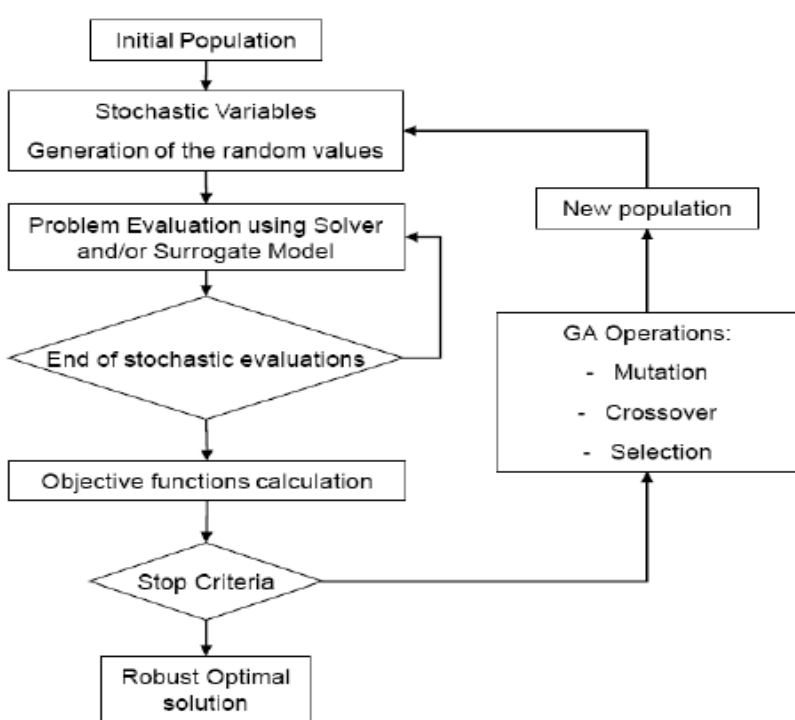 Initial Population
Stochastic Variables
Generation of the random values
Problem Evaluation using Solver
and/or Surrogate Model
End of stochastic evaluations
Objective functions calculation
Stop Criteria
Robust Optimal
solution
New population
GA Operations:
- Mutation
- Crossover
- Selection